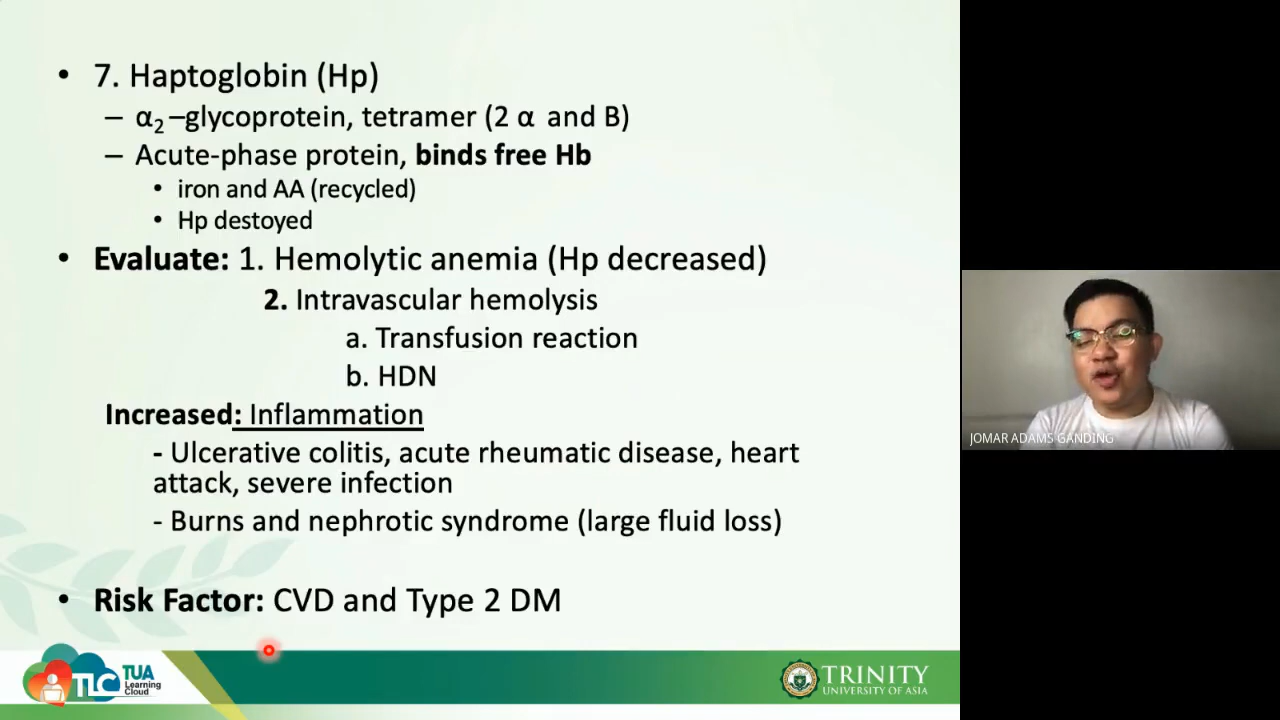 • 7. Haptoglobin (Hp)
– α₂ –glycoprotein, tetramer (2 α and B)
– Acute-phase protein, binds free Hb
• iron and AA (recycled)
• Hp destoyed
• Evaluate: 1. Hemolytic anemia (Hp decreased)
2. Intravascular hemolysis
a. Transfusion reaction
b. HDN
Increased: Inflammation
- Ulcerative colitis, acute rheumatic disease, heart
attack, severe infection
- Burns and nephrotic syndrome (large fluid loss)
• Risk Factor: CVD and Type 2 DM
JOMAR ADAMS GANDING
TLC
TUA
Learning
Cloud
TRINITY
UNIVERSITY OF ASIA